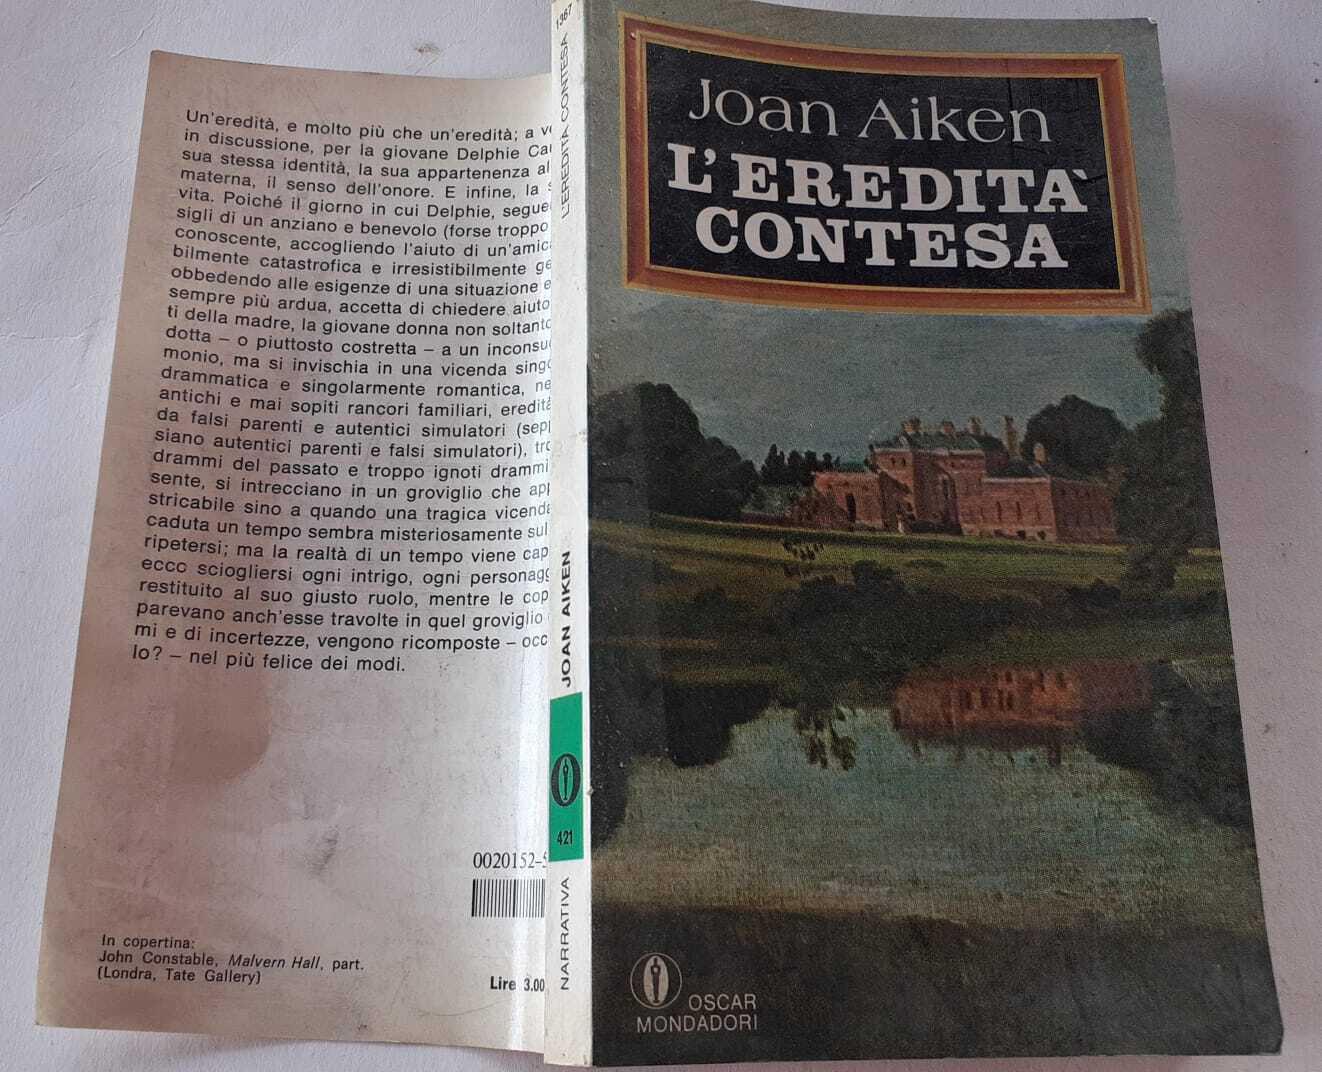 Un'eredità, e molto più che un'eredità; a
in discussione, per la giovane Delphie
sua stessa identità, la sua appartenenza
materna, il senso dell'onore. E infine, la
vita. Poiché il giorno in cui Delphie,
sigli di un anziano e benevolo (forse troppo
conoscente, accogliendo l'aiuto di un'amica
bilmente catastrofica e irresistibilmente
obbedendo alle esigenze di una situazione
sempre più ardua, accetta di chiedere aiuto
ti della madre, la giovane donna non soltanto
dotta – o piuttosto costretta – a un
monio, ma si invischia in una vicenda
drammatica e singolarmente romantica,
antichi e mai sopiti rancori familiari,
da falsi parenti e autentici simulatori
siano autentici parenti e falsi simulatori),
drammi del passato e troppo ignoti drammi
sente, si intrecciano in un groviglio che
stricabile sino a quando una tragica vicenda
caduta un tempo sembra misteriosamente
ripetersi; ma la realtà di un tempo viene
ecco sciogliersi ogni intrigo, ogni
restituito al suo giusto ruolo, mentre le
parevano anch'esse travolte in quel groviglio
mi e di incertezze, vengono ricomposte –
lo? – nel più felice dei modi.
0020152-5
In copertina:
John Constable, Malvern Hall, part.
(Londra, Tate Gallery)
Lire 3.00
1367
L'EREDITÀ CONTESA
JOAN AIKEN
421
NARRATIVA
Joan Aiken
L'EREDITÀ
CONTESA
OSCAR
MONDADORI